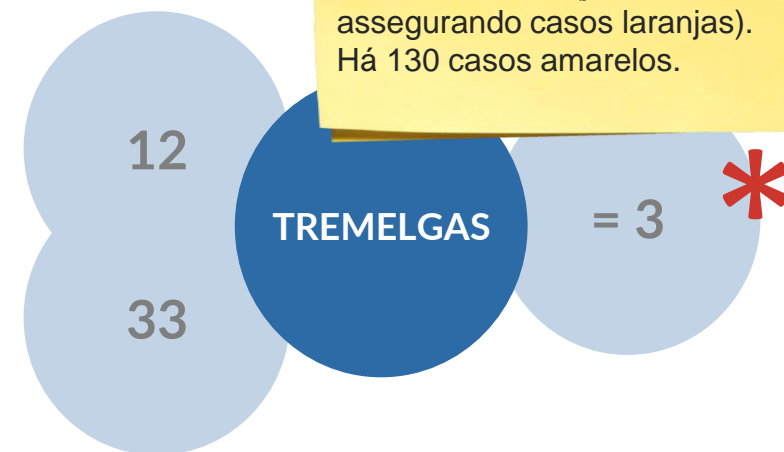 assegurando casos laranjas).
Há 130 casos amarelos.
12
TREMELGAS
= 3
*
33